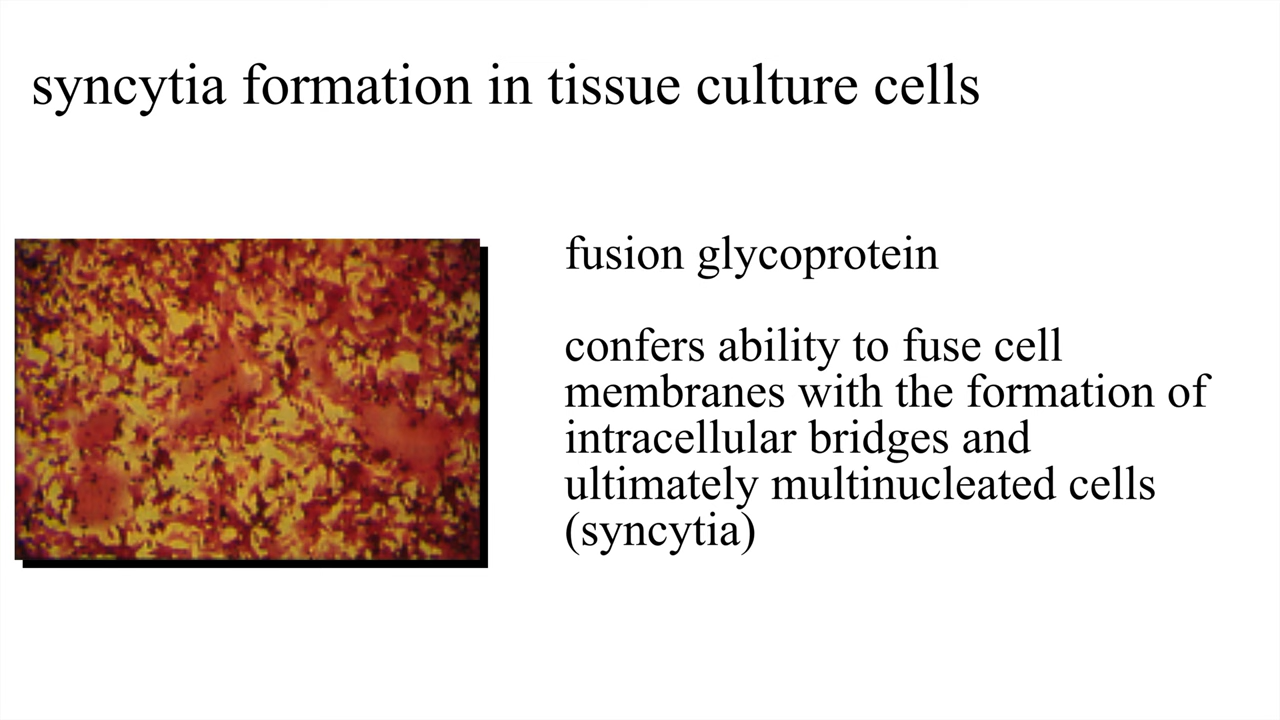 syncytia formation in tissue culture cells
fusion glycoprotein
confers ability to fuse cell
membranes with the formation of
intracellular bridges and
ultimately multinucleated cells
(syncytia)